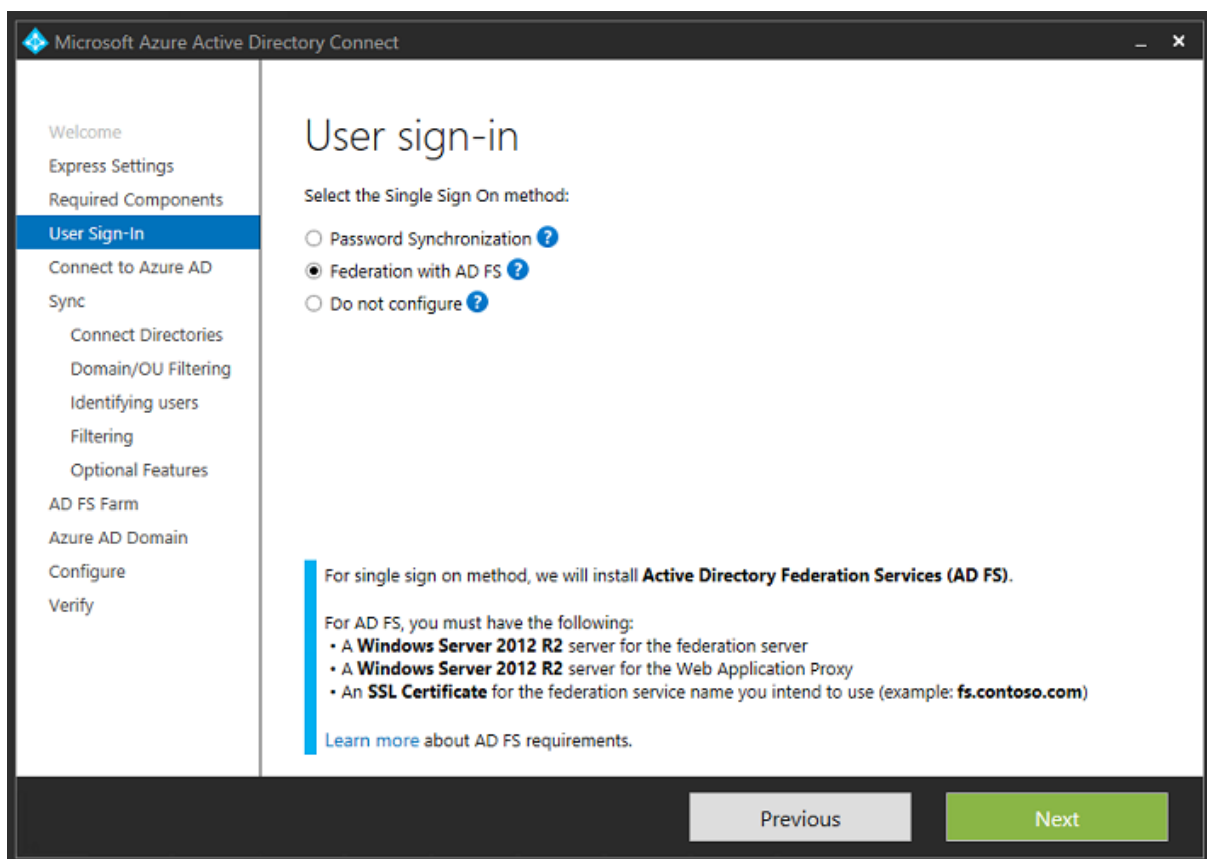 Microsoft Azure Active Directory Connect
Welcome
Express Settings
Required Components
User Sign-In
Connect to Azure AD
Sync
Connect Directories
Domain/OU Filtering
Identifying users
Filtering
Optional Features
AD FS Farm
Azure AD Domain
Configure
Verify
User sign-in
Select the Single Sign On method:
Password Synchronization ?
Federation with AD FS ?
Do not configure ?
For single sign on method, we will install Active Directory Federation Services (AD FS).
For AD FS, you must have the following:
• A Windows Server 2012 R2 server for the federation server
• A Windows Server 2012 R2 server for the Web Application Proxy
• An SSL Certificate for the federation service name you intend to use (example: fs.contoso.com)
Learn more about AD FS requirements.
Previous
Next